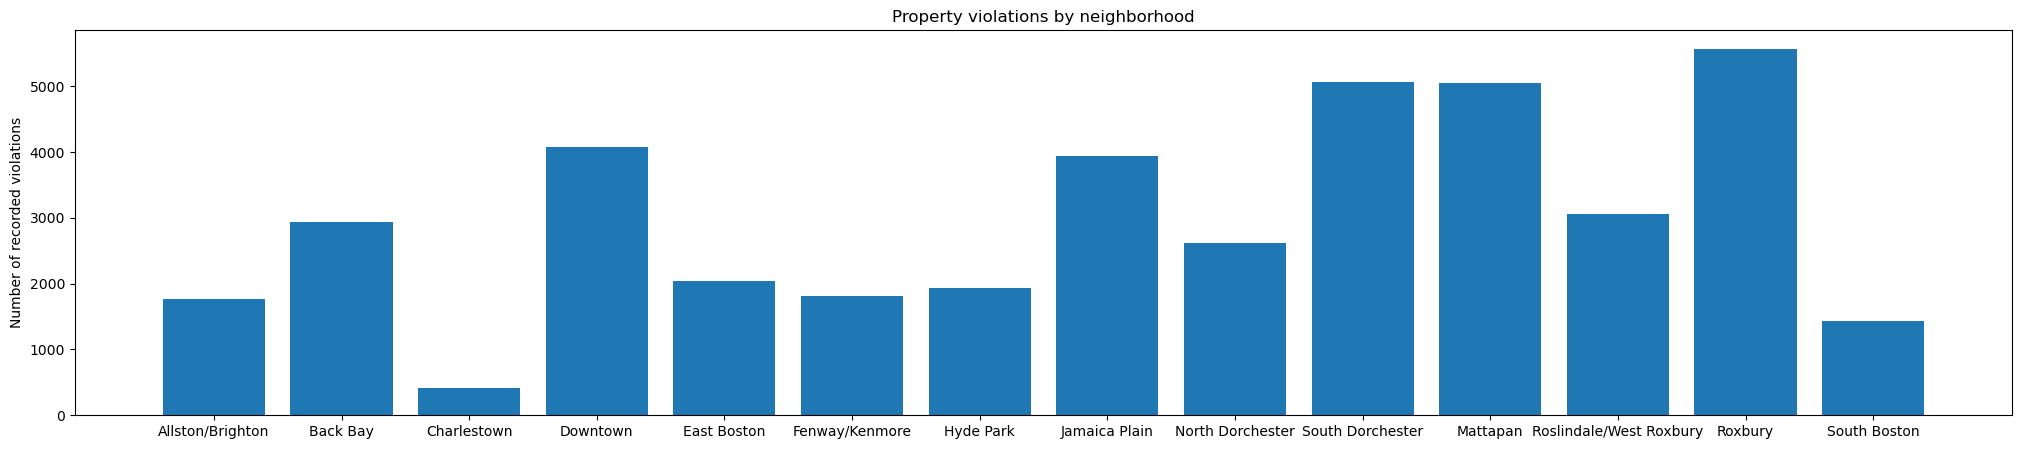 Property violations by neighborhood
Number of recorded violations
5000
4000
3000
2000
1000
0
Allston/Brighton Back Bay Charlestown Downtown East Boston Fenway/Kenmore Hyde Park Jamaica Plain North Dorchester South Dorchester Mattapan Roslindale/West Roxbury Roxbury South Boston